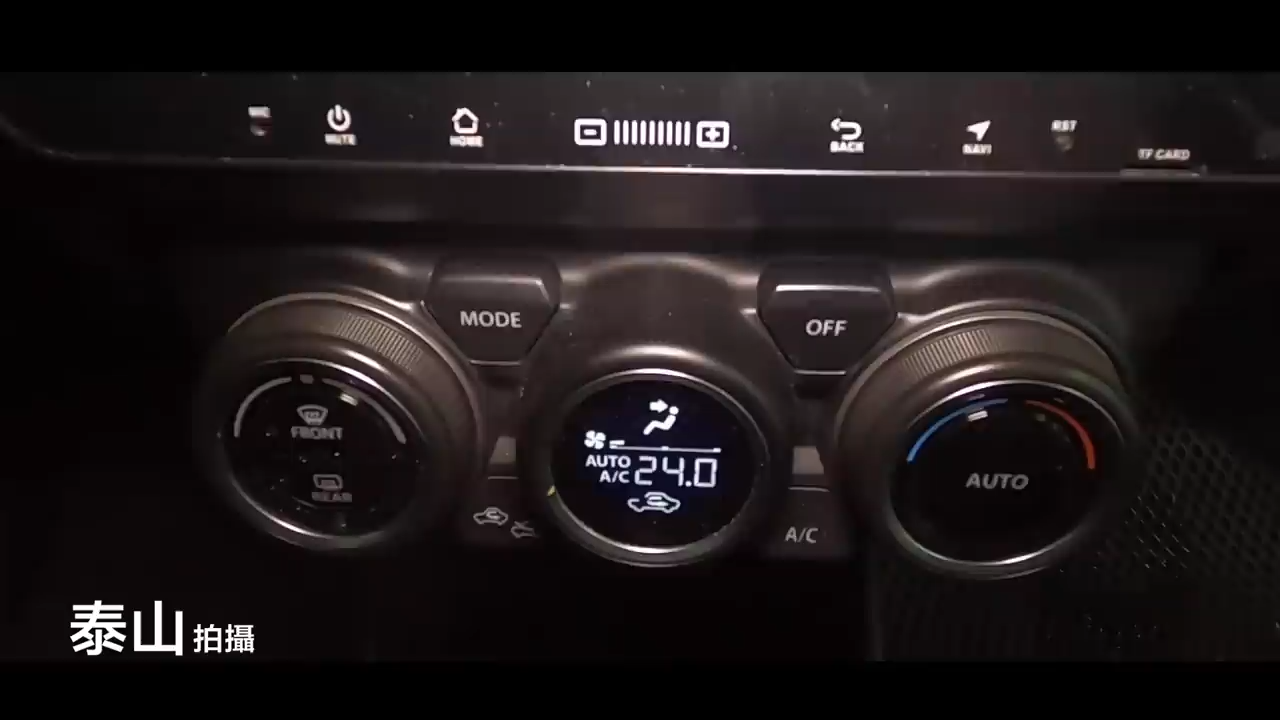 MIC
MUTE
HOME
BACK
NAVI
RST
TF CARD
MODE
OFF
FRONT
REAR
AUTO
A/C
24.0
A/C
AUTO
泰山 拍攝